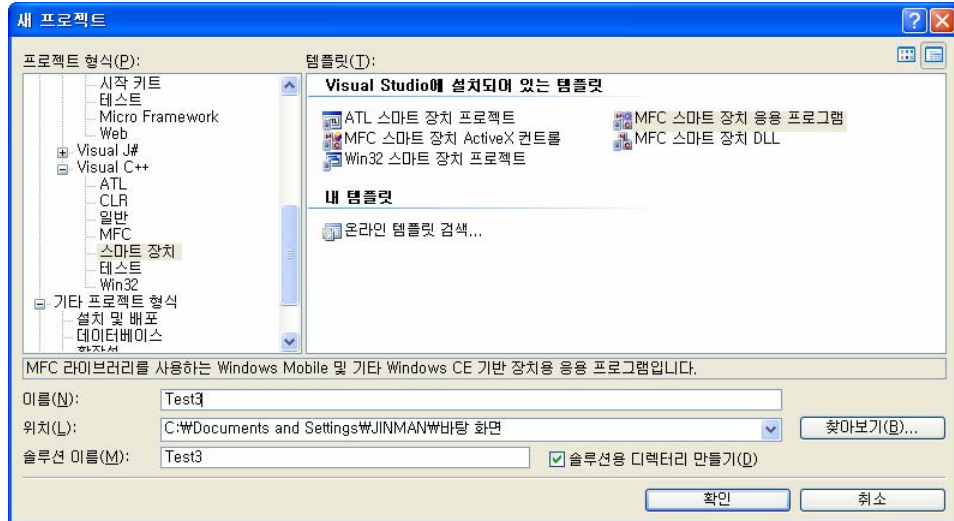 새 프로젝트
프로젝트 형식(P):
시작 키트
테스트
Micro Framework
Web
Visual J#
Visual C++
ATL
CLR
일반
MFC
스마트 장치
테스트
Win32
기타 프로젝트 형식
설치 및 배포
데이터베이스
확장성
템플릿(T):
Visual Studio에 설치되어 있는 템플릿
ATL 스마트 장치 프로젝트
MFC 스마트 장치 응용 프로그램
MFC 스마트 장치 ActiveX 컨트롤
MFC 스마트 장치 DLL
Win32 스마트 장치 프로젝트
내 템플릿
온라인 템플릿 검색...
MFC 라이브러리를 사용하는 Windows Mobile 및 기타 Windows CE 기반 장치용 응용 프로그램입니다.
이름(N):
Test3
위치(L):
C:₩Documents and Settings₩JINMAN₩바탕 화면
찾아보기(B)...
솔루션 이름(M):
Test3
솔루션용 디렉터리 만들기(D)
확인
취소